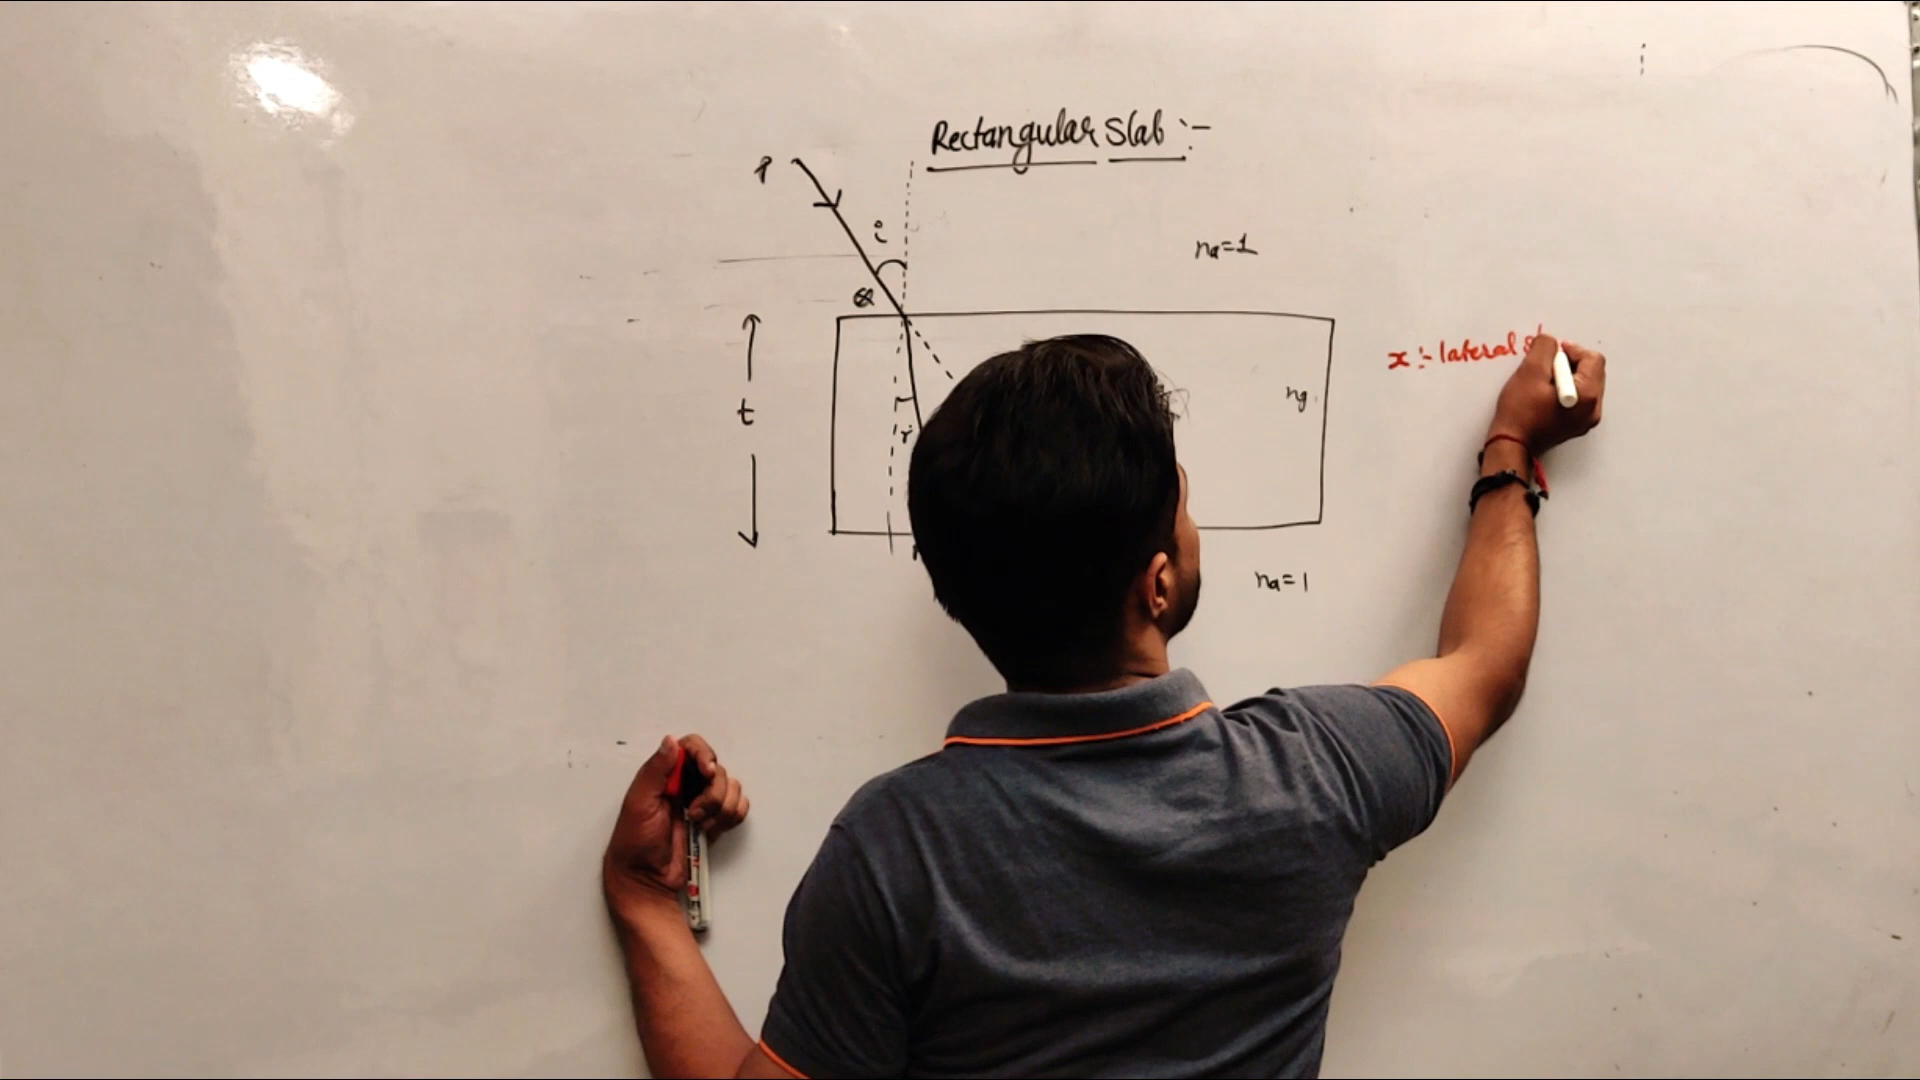 Rectangular Slab :-
P
i
na=1
Q
x :- lateral
t
ng
r
na=1